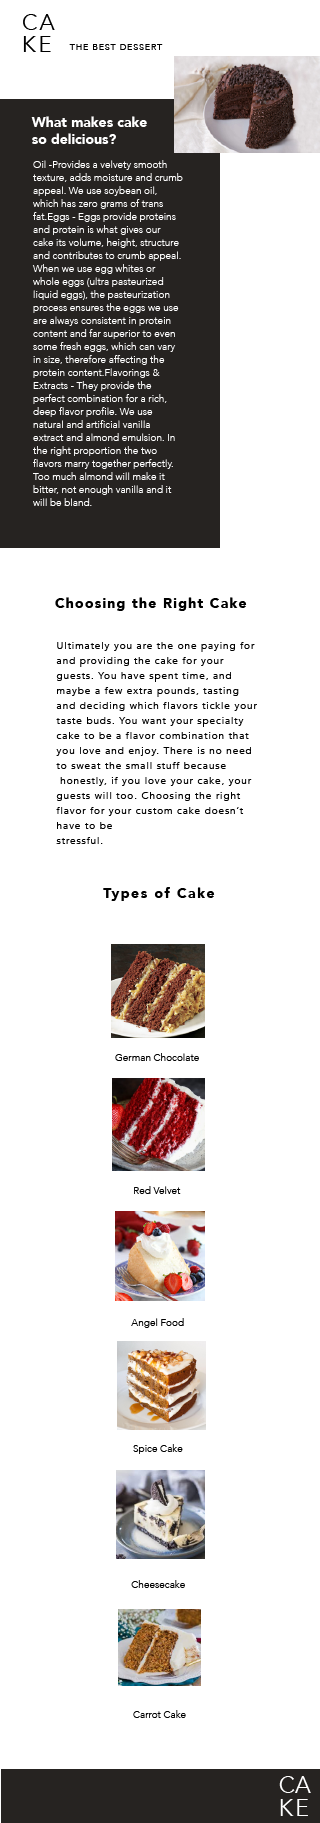 CA
KE
THE BEST DESSERT
What makes cake
so delicious?
Oil -Provides a velvety smooth
texture, adds moisture and crumb
appeal. We use soybean oil,
which has zero grams of trans
fat.Eggs - Eggs provide proteins
and protein is what gives our
cake its volume, height, structure
and contributes to crumb appeal.
When we use egg whites or
whole eggs (ultra pasteurized
liquid eggs), the pasteurization
process ensures the eggs we use
are always consistent in protein
content and far superior to even
some fresh eggs, which can vary
in size, therefore affecting the
protein content.Flavorings &
Extracts - They provide the
perfect combination for a rich,
deep flavor profile. We use
natural and artificial vanilla
extract and almond emulsion. In
the right proportion the two
flavors marry together perfectly.
Too much almond will make it
bitter, not enough vanilla and it
will be bland.
Choosing the Right Cake
Ultimately you are the one paying for
and providing the cake for your
guests. You have spent time, and
maybe a few extra pounds, tasting
and deciding which flavors tickle your
taste buds. You want your specialty
cake to be a flavor combination that
you love and enjoy. There is no need
to sweat the small stuff because
honestly, if you love your cake, your
guests will too. Choosing the right
flavor for your custom cake doesn't
have to be
stressful.
Types of Cake
German Chocolate
Red Velvet
Angel Food
Spice Cake
Cheesecake
Carrot Cake
CA
KE